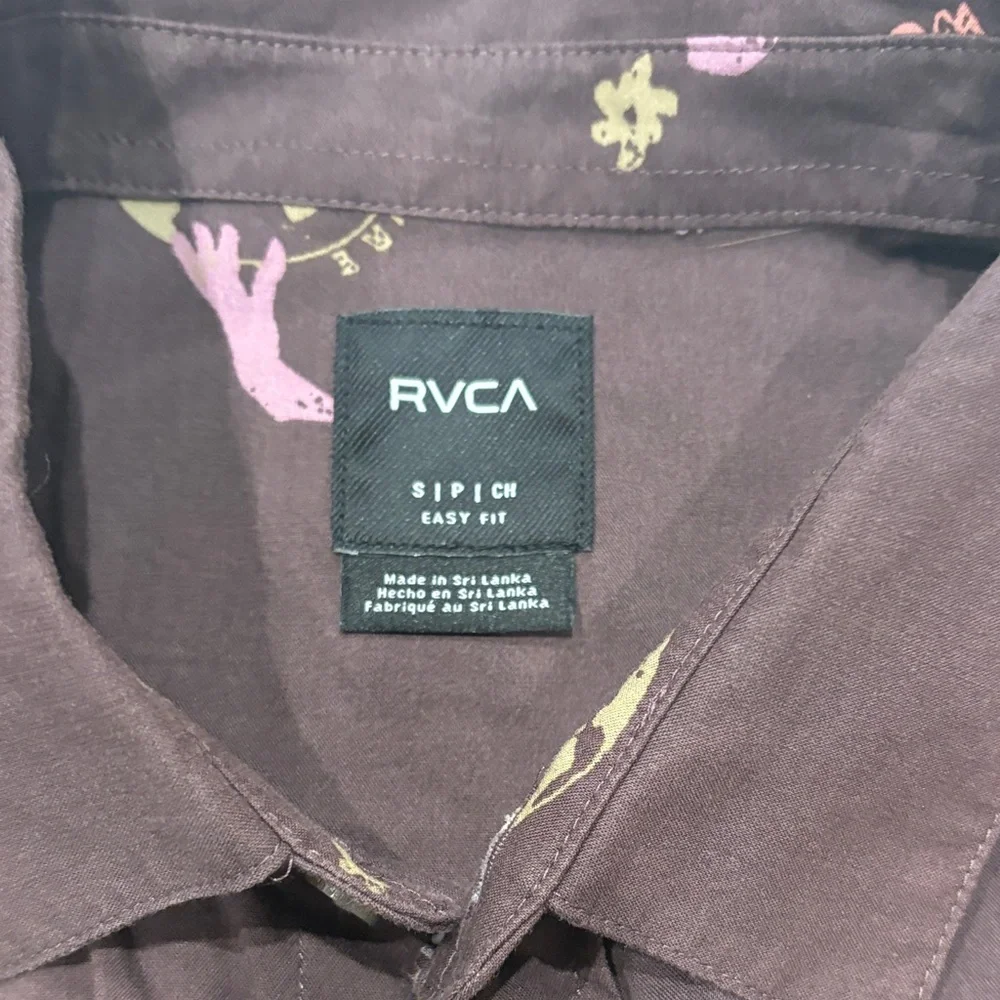 RVCA
S | P | CH
EASY FIT
Made in Sri Lanka
Hecho en Sri Lanka
Fabriqué au Sri Lanka